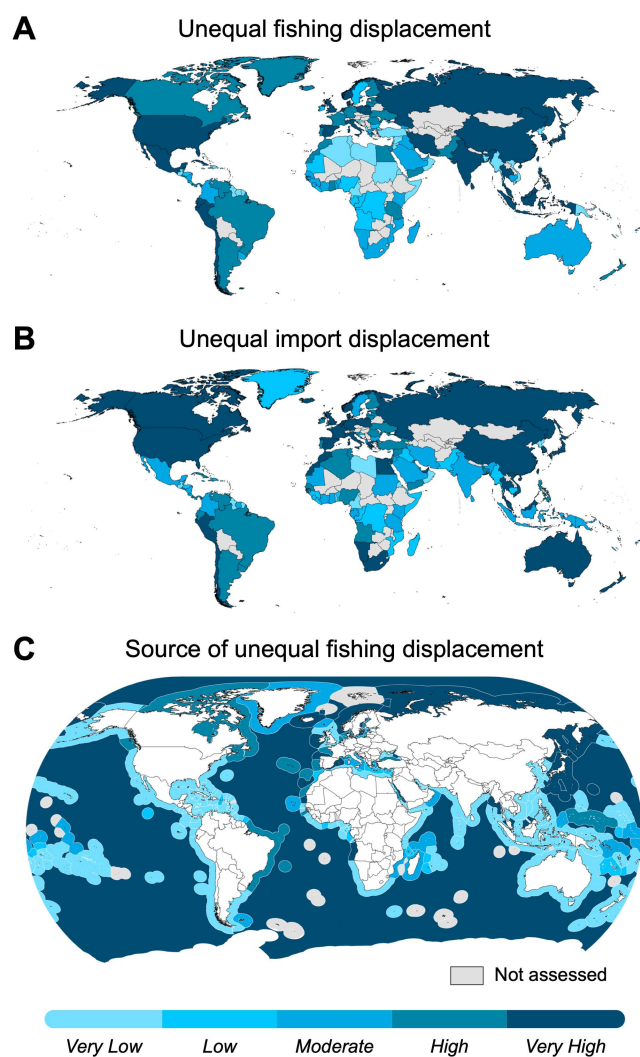 A Unequal fishing displacement
B Unequal import displacement
C Source of unequal fishing displacement
Not assessed
Very Low Low Moderate High Very High